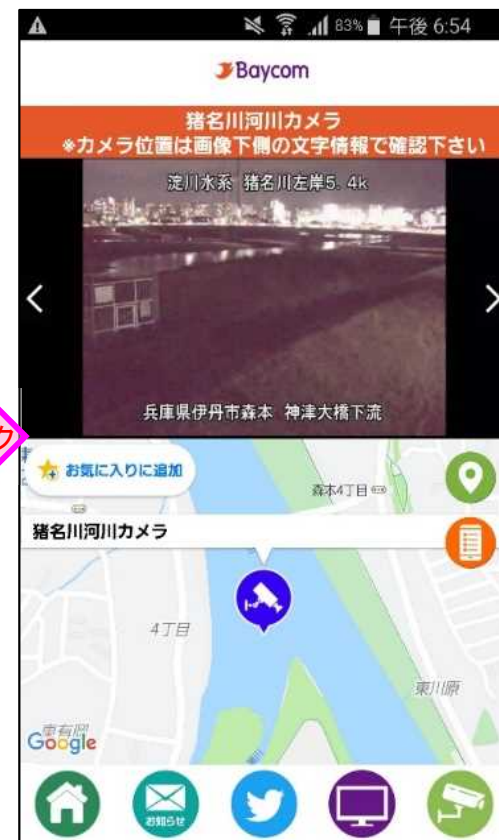 83% 午後 6:54
Baycom
猪名川河川カメラ
※カメラ位置は画像下側の文字情報で確認下さい
淀川水系 猪名川左岸5.4k
兵庫県伊丹市森本 神津大橋下流
ク
お気に入りに追加
森本4丁目
猪名川河川カメラ
4丁目
東川原
東有岡
Google
お知らせ